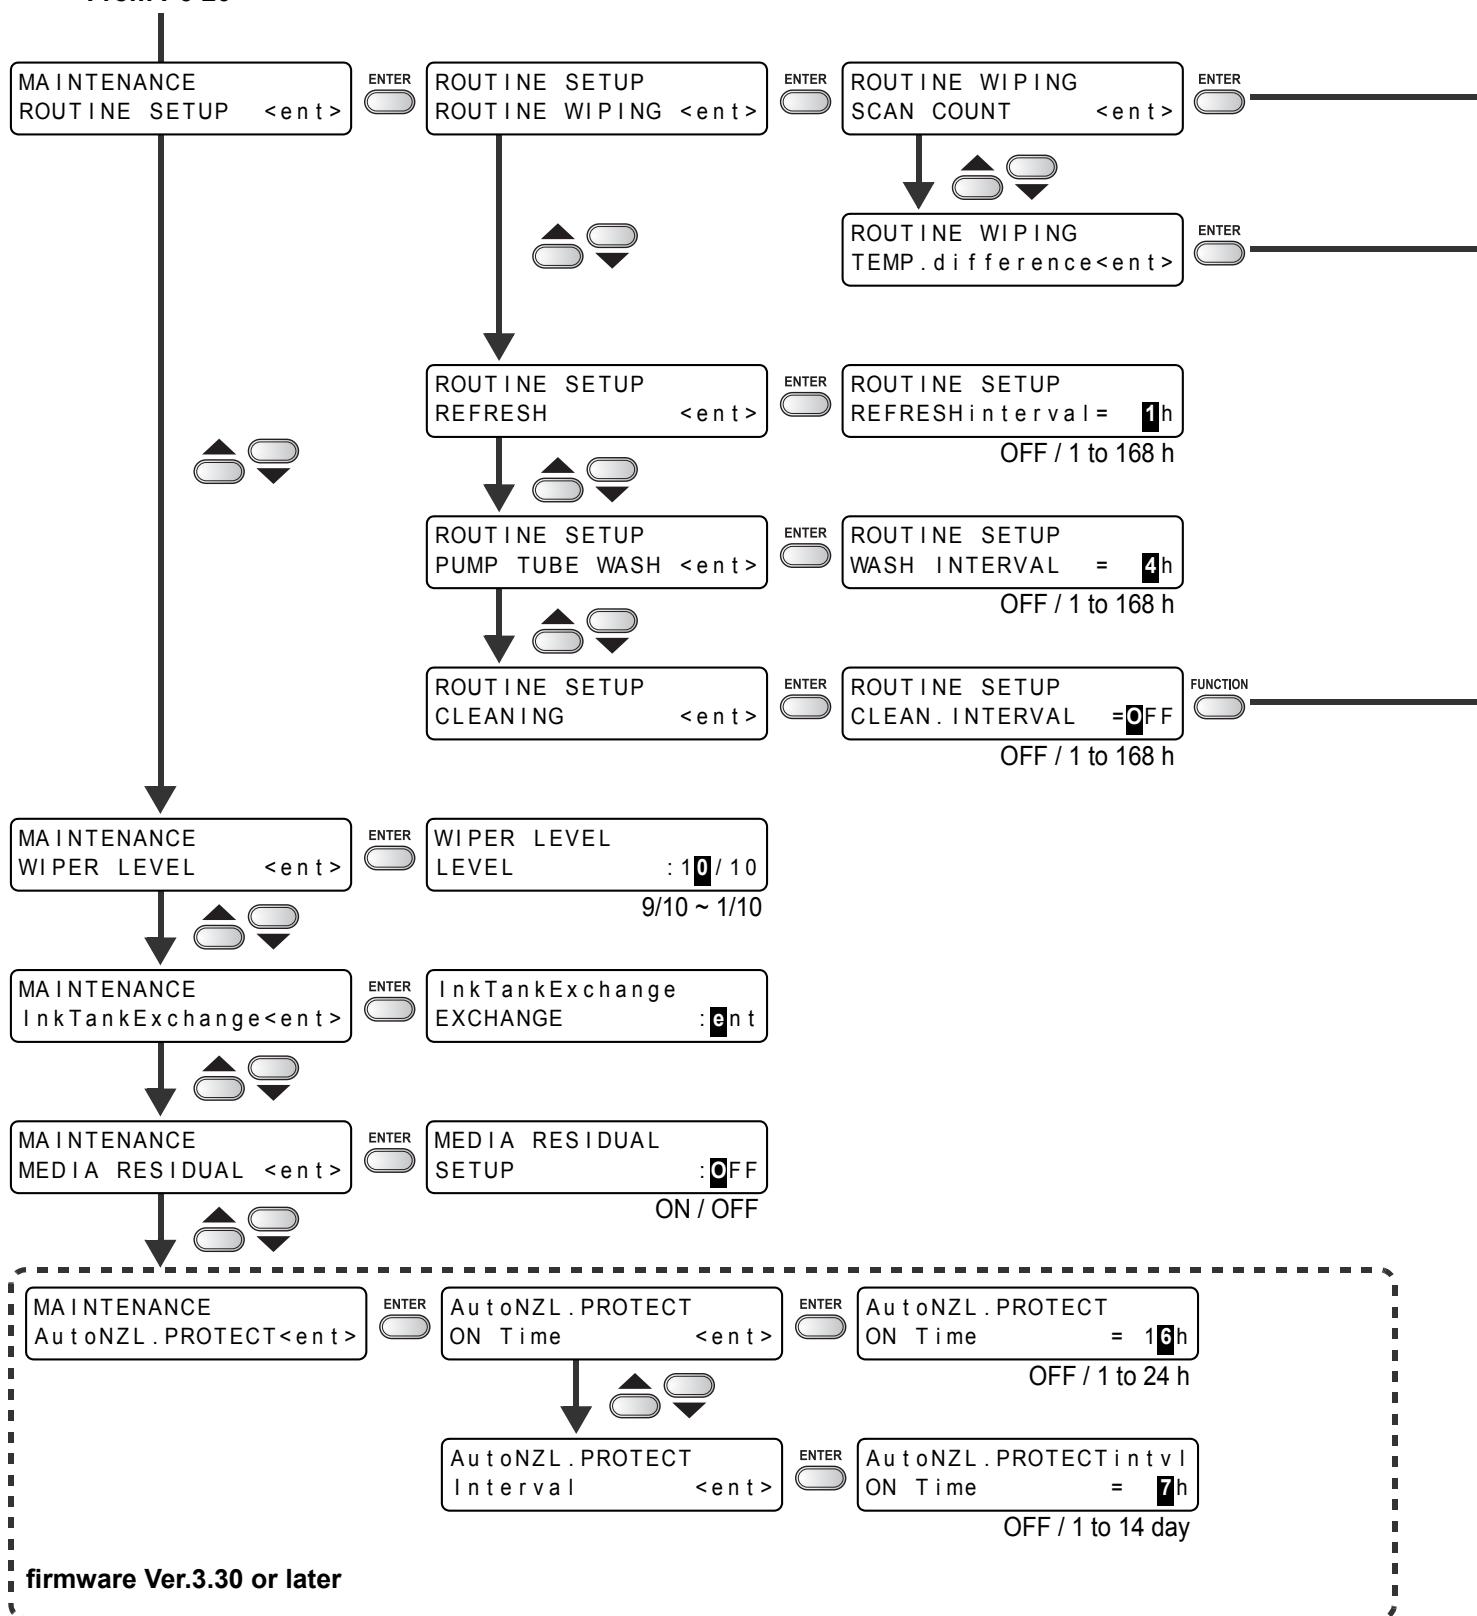 MAINTENANCE
ROUTINE SETUP <ent>
ENTER
ROUTINE SETUP
ROUTINE WIPING <ent>
ENTER
ROUTINE WIPING
SCAN COUNT <ent>
ENTER
ROUTINE WIPING
TEMP.difference<ent>
ENTER
ROUTINE SETUP
REFRESH <ent>
ENTER
ROUTINE SETUP
REFRESHinterval= 1h
OFF / 1 to 168 h
ROUTINE SETUP
PUMP TUBE WASH <ent>
ENTER
ROUTINE SETUP
WASH INTERVAL = 4h
OFF / 1 to 168 h
ROUTINE SETUP
CLEANING <ent>
ENTER
ROUTINE SETUP
CLEAN.INTERVAL =OFF
FUNCTION
OFF / 1 to 168 h
MAINTENANCE
WIPER LEVEL <ent>
ENTER
WIPER LEVEL
LEVEL :10/10
9/10 ~ 1/10
MAINTENANCE
InkTankExchange<ent>
ENTER
InkTankExchange
EXCHANGE :ent
MAINTENANCE
MEDIA RESIDUAL <ent>
ENTER
MEDIA RESIDUAL
SETUP :OFF
ON / OFF
MAINTENANCE
AutoNZL.PROTECT<ent>
ENTER
AutoNZL.PROTECT
ON Time <ent>
ENTER
AutoNZL.PROTECT
ON Time = 16h
OFF / 1 to 24 h
AutoNZL.PROTECT
Interval <ent>
ENTER
AutoNZL.PROTECTintvl
ON Time = 7h
OFF / 1 to 14 day
firmware Ver.3.30 or later